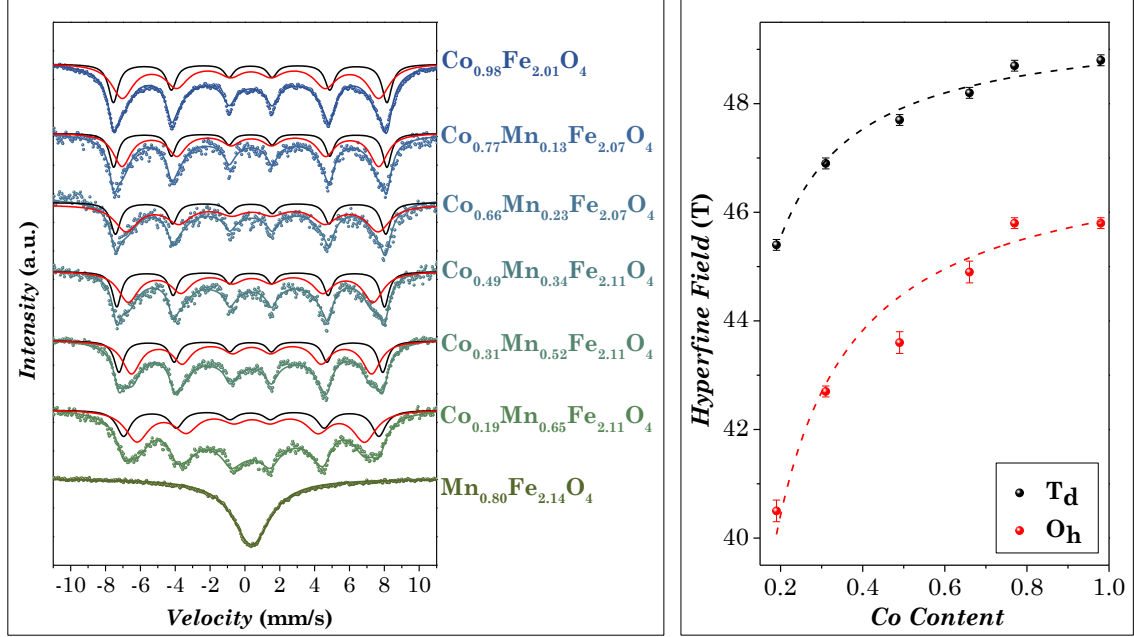 Intensity (a.u.)
Co0.98Fe2.01O4
Co0.77Mn0.13Fe2.07O4
Co0.66Mn0.23Fe2.07O4
Co0.49Mn0.34Fe2.11O4
Co0.31Mn0.52Fe2.11O4
Co0.19Mn0.65Fe2.11O4
Mn0.80Fe2.14O4
-10 -8 -6 -4 -2 0 2 4 6 8 10
Velocity (mm/s)
Hyperfine Field (T)
48
46
44
42
40
Td
Oh
0.2 0.4 0.6 0.8 1.0
Co Content